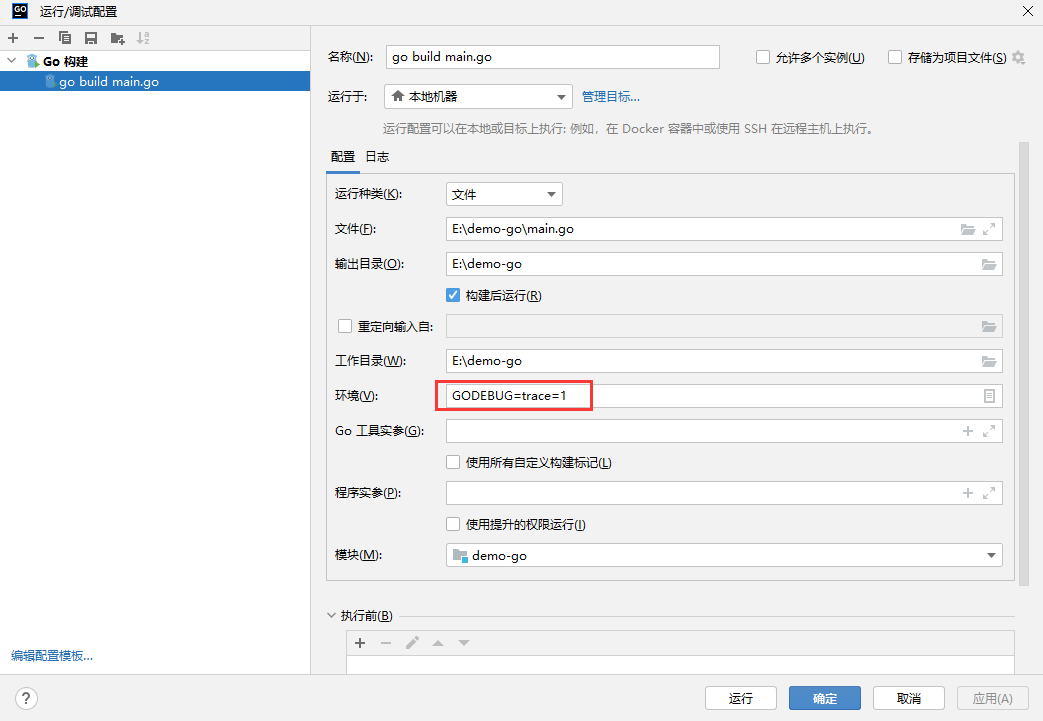 GO 运行/调试配置
Go 构建
go build main.go
名称(N): go build main.go 允许多个实例(U) 存储为项目文件(S)
运行于: 本地机器 管理目标...
运行配置可以在本地或目标上执行: 例如，在 Docker 容器中或使用 SSH 在远程主机上执行。
配置 日志
运行种类(K): 文件
文件(F): E:\demo-go\main.go
输出目录(O): E:\demo-go
构建后运行(R)
重定向输入自:
工作目录(W): E:\demo-go
环境(V): GODEBUG=trace=1
Go 工具实参(G):
使用所有自定义构建标记(L)
程序实参(P):
使用提升的权限运行(I)
模块(M): demo-go
执行前(B)
编辑配置模板...
? 运行 确定 取消 应用(A)